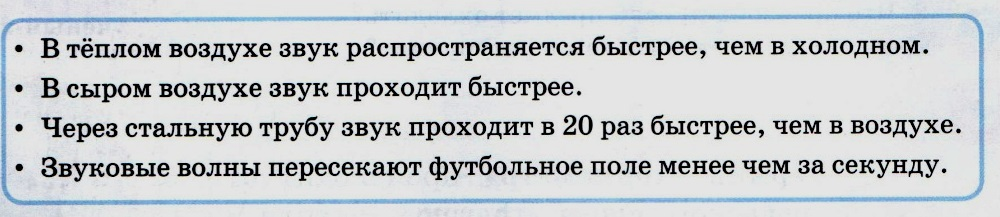 • В тёплом воздухе звук распространяется быстрее, чем в холодном.
• В сыром воздухе звук проходит быстрее.
• Через стальную трубу звук проходит в 20 раз быстрее, чем в воздухе.
• Звуковые волны пересекают футбольное поле менее чем за секунду.